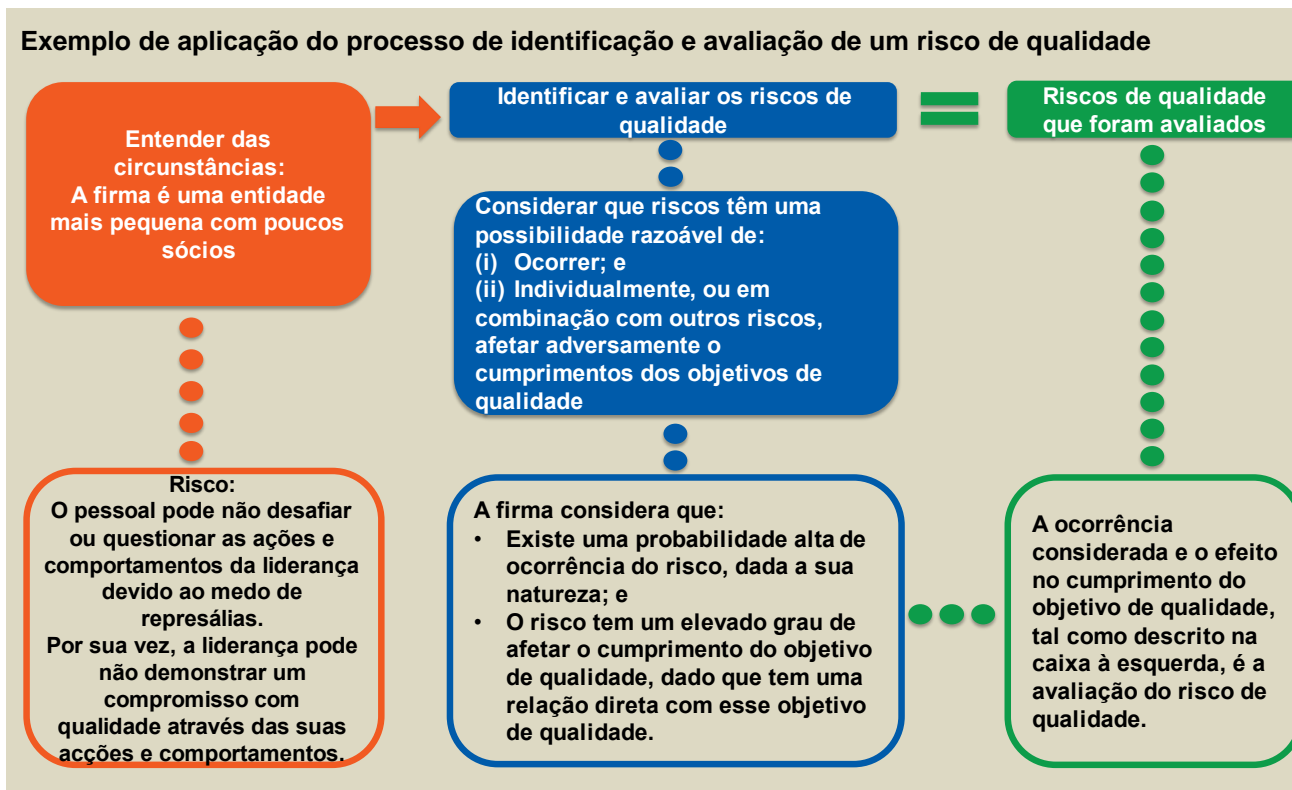 Exemplo de aplicação do processo de identificação e avaliação de um risco de qualidade
Entender das
circunstâncias:
A firma é uma entidade
mais pequena com poucos
sócios
Identificar e avaliar os riscos de
qualidade
Riscos de qualidade
que foram avaliados
Considerar que riscos têm uma
possibilidade razoável de:
(i) Ocorrer; e
(ii) Individualmente, ou em
combinação com outros riscos,
afetar adversamente o
cumprimentos dos objetivos de
qualidade
Risco:
O pessoal pode não desafiar
ou questionar as ações e
comportamentos da liderança
devido ao medo de
represálias.
Por sua vez, a liderança pode
não demonstrar um
compromisso com
qualidade através das suas
acções e comportamentos.
A firma considera que:
• Existe uma probabilidade alta de
ocorrência do risco, dada a sua
natureza; e
• O risco tem um elevado grau de
afetar o cumprimento do objetivo
de qualidade, dado que tem uma
relação direta com esse objetivo
de qualidade.
A ocorrência
considerada e o efeito
no cumprimento do
objetivo de qualidade,
tal como descrito na
caixa à esquerda, é a
avaliação do risco de
qualidade.